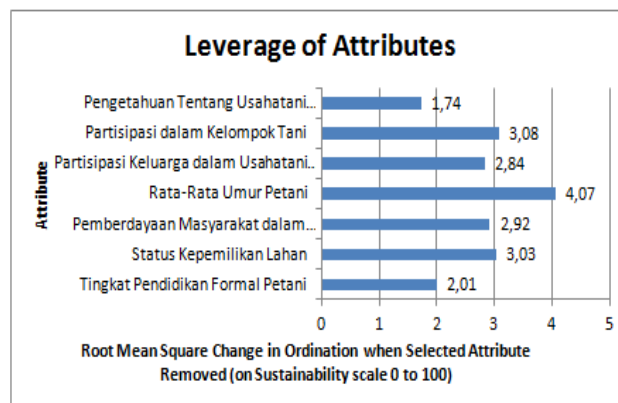 Leverage of Attributes
Attribute
Pengetahuan Tentang Usahatani...
1,74
Partisipasi dalam Kelompok Tani
3,08
Partisipasi Keluarga dalam Usahatani..
2,84
Rata-Rata Umur Petani
4,07
Pemberdayaan Masyarakat dalam...
2,92
Status Kepemilikan Lahan
3,03
Tingkat Pendidikan Formal Petani
2,01
0 1 2 3 4 5
Root Mean Square Change in Ordination when Selected Attribute
Removed (on Sustainability scale 0 to 100)